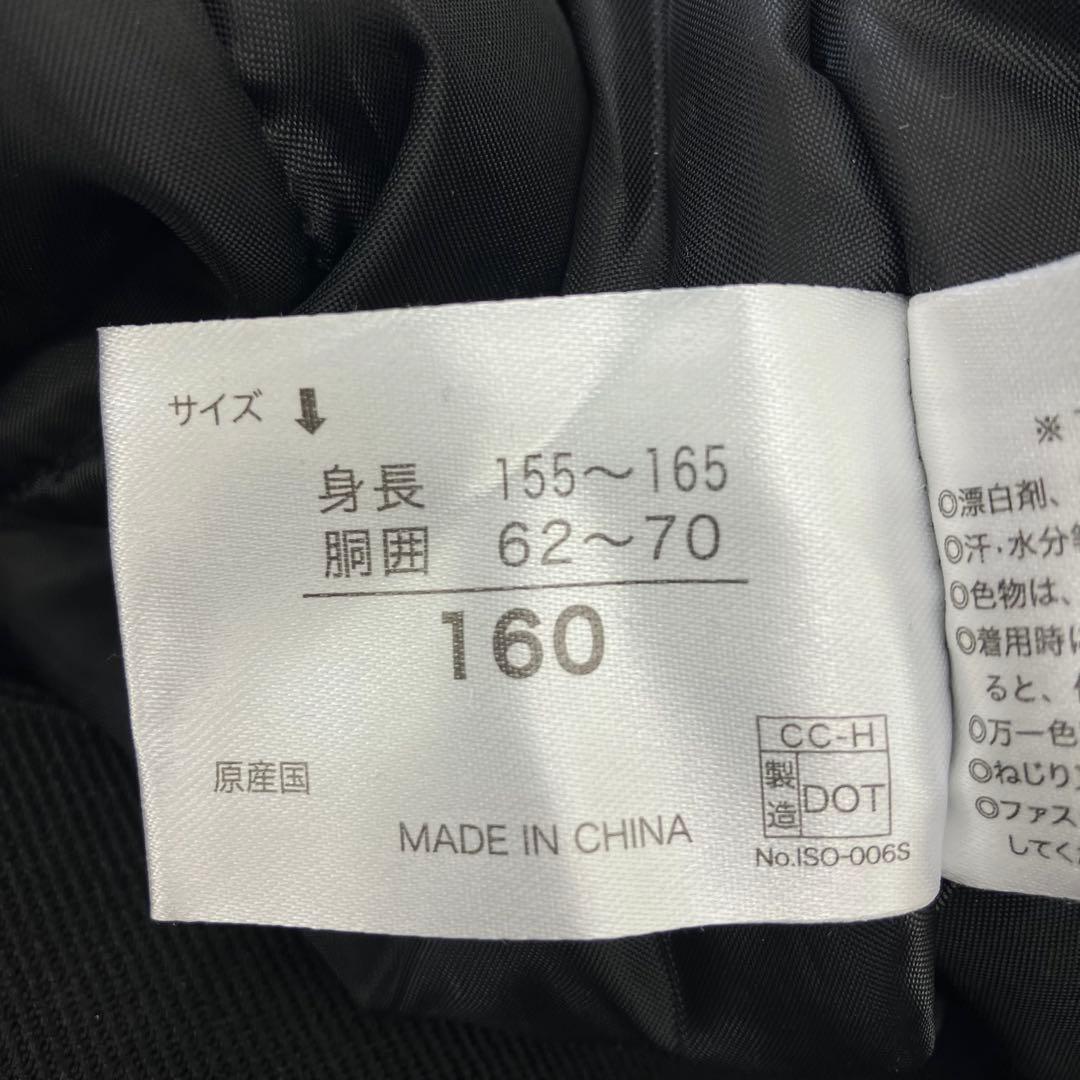 サイズ
身長 155～165
胴囲 62～70
160
原産国
MADE IN CHINA
CC-H
製造 DOT
No.ISO-006S
※
◎漂白剤、
◎汗・水分
◎色物は、
◎着用時に
ると、
◎万一色
◎ねじり
◎ファス
してく